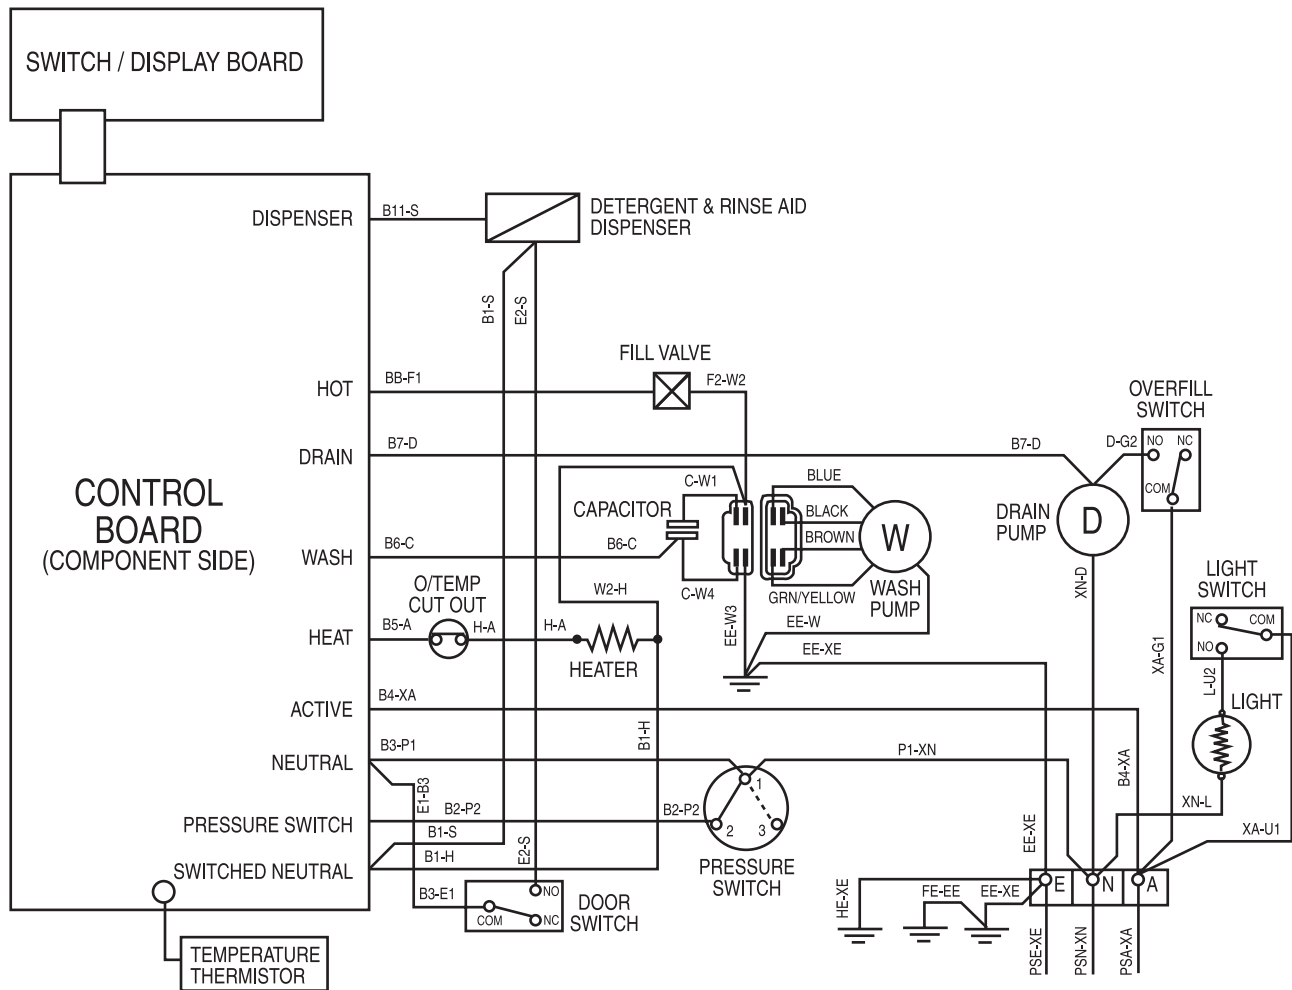 SWITCH / DISPLAY BOARD
DISPENSER
B11-S
DETERGENT & RINSE AID
DISPENSER
B1-S
E2-S
FILL VALVE
HOT
BB-F1
F2-W2
OVERFILL
SWITCH
DRAIN
B7-D
B7-D
D-G2
NO
NC
COM
CONTROL
BOARD
(COMPONENT SIDE)
C-W1
CAPACITOR
BLUE
BLACK
BROWN
GRN/YELLOW
W
WASH
PUMP
DRAIN
PUMP
D
WASH
B6-C
B6-C
C-W4
W2-H
O/TEMP
CUT OUT
HEAT
B5-A
H-A
H-A
HEATER
EE-W3
EE-W
EE-XE
XN-D
XA-G1
LIGHT
SWITCH
NC
COM
NO
L-U2
LIGHT
ACTIVE
B4-XA
B1-H
NEUTRAL
B3-P1
P1-XN
E1-B3
B4-XA
XN-L
XA-U1
PRESSURE SWITCH
B2-P2
B2-P2
1
2
3
PRESSURE
SWITCH
B1-S
B1-H
SWITCHED NEUTRAL
E2-S
EE-XE
B3-E1
NO
COM
NC
DOOR
SWITCH
HE-XE
FE-EE
EE-XE
E
N
A
TEMPERATURE
THERMISTOR
PSE-XE
PSN-XN
PSA-XA